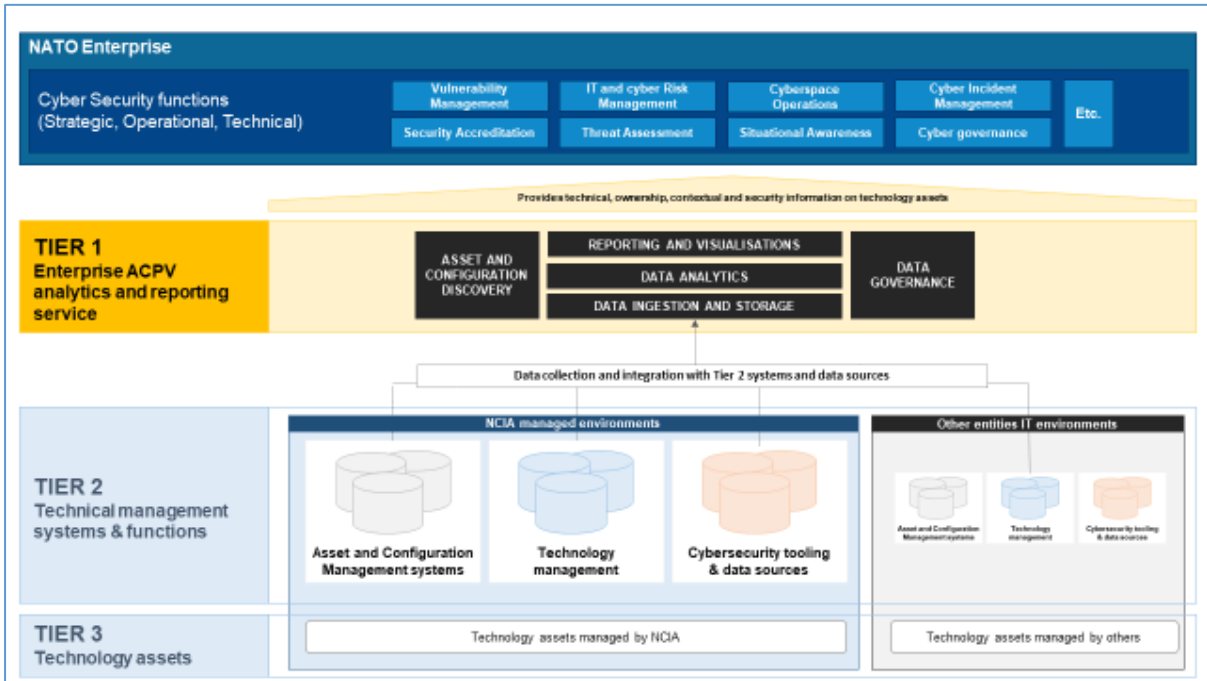 NATO Enterprise
Cyber Security functions
(Strategic, Operational, Technical)
Vulnerability
Management
IT and cyber Risk
Management
Cyberspace
Operations
Cyber Incident
Management
Etc.
Security Accreditation
Threat Assessment
Situational Awareness
Cyber governance
Provides technical, ownership, contextual and security information on technology assets
TIER 1
Enterprise ACPV
analytics and reporting
service
ASSET AND
CONFIGURATION
DISCOVERY
REPORTING AND VISUALISATIONS
DATA ANALYTICS
DATA INGESTION AND STORAGE
DATA
GOVERNANCE
Data collection and integration with Tier 2 systems and data sources
TIER 2
Technical management
systems & functions
NCIA managed environments
Asset and Configuration
Management systems
Technology
management
Cybersecurity tooling
& data sources
Other entities IT environments
Asset and Configuration
Management systems
Technology
management
Cybersecurity tooling
& data sources
TIER 3
Technology assets
Technology assets managed by NCIA
Technology assets managed by others